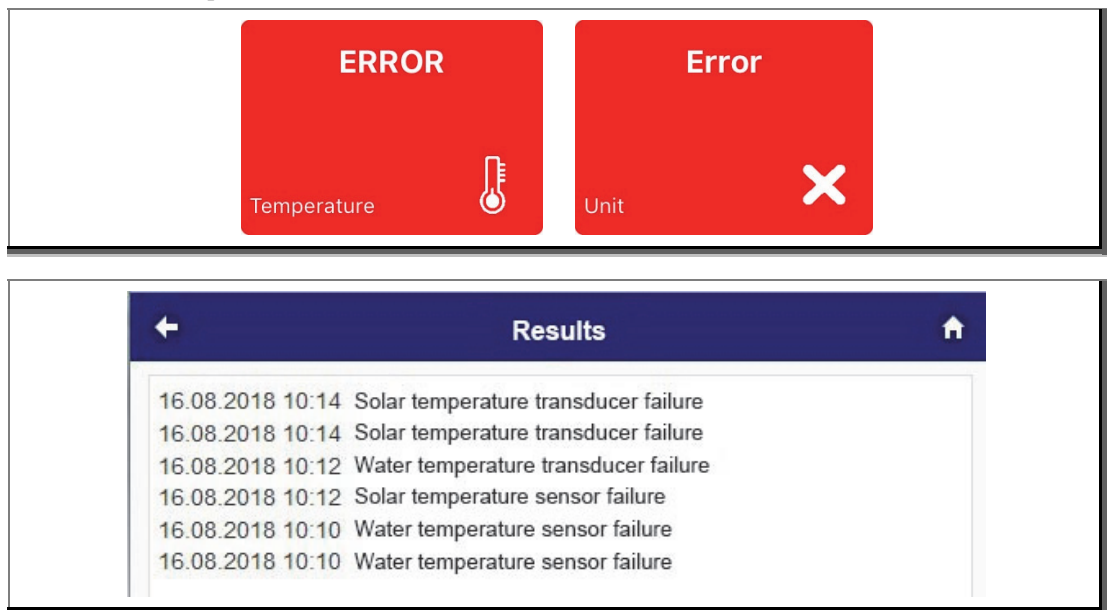 ERROR
Temperature
Error
Unit
Results
16.08.2018 10:14 Solar temperature transducer failure
16.08.2018 10:14 Solar temperature transducer failure
16.08.2018 10:12 Water temperature transducer failure
16.08.2018 10:12 Solar temperature sensor failure
16.08.2018 10:10 Water temperature sensor failure
16.08.2018 10:10 Water temperature sensor failure